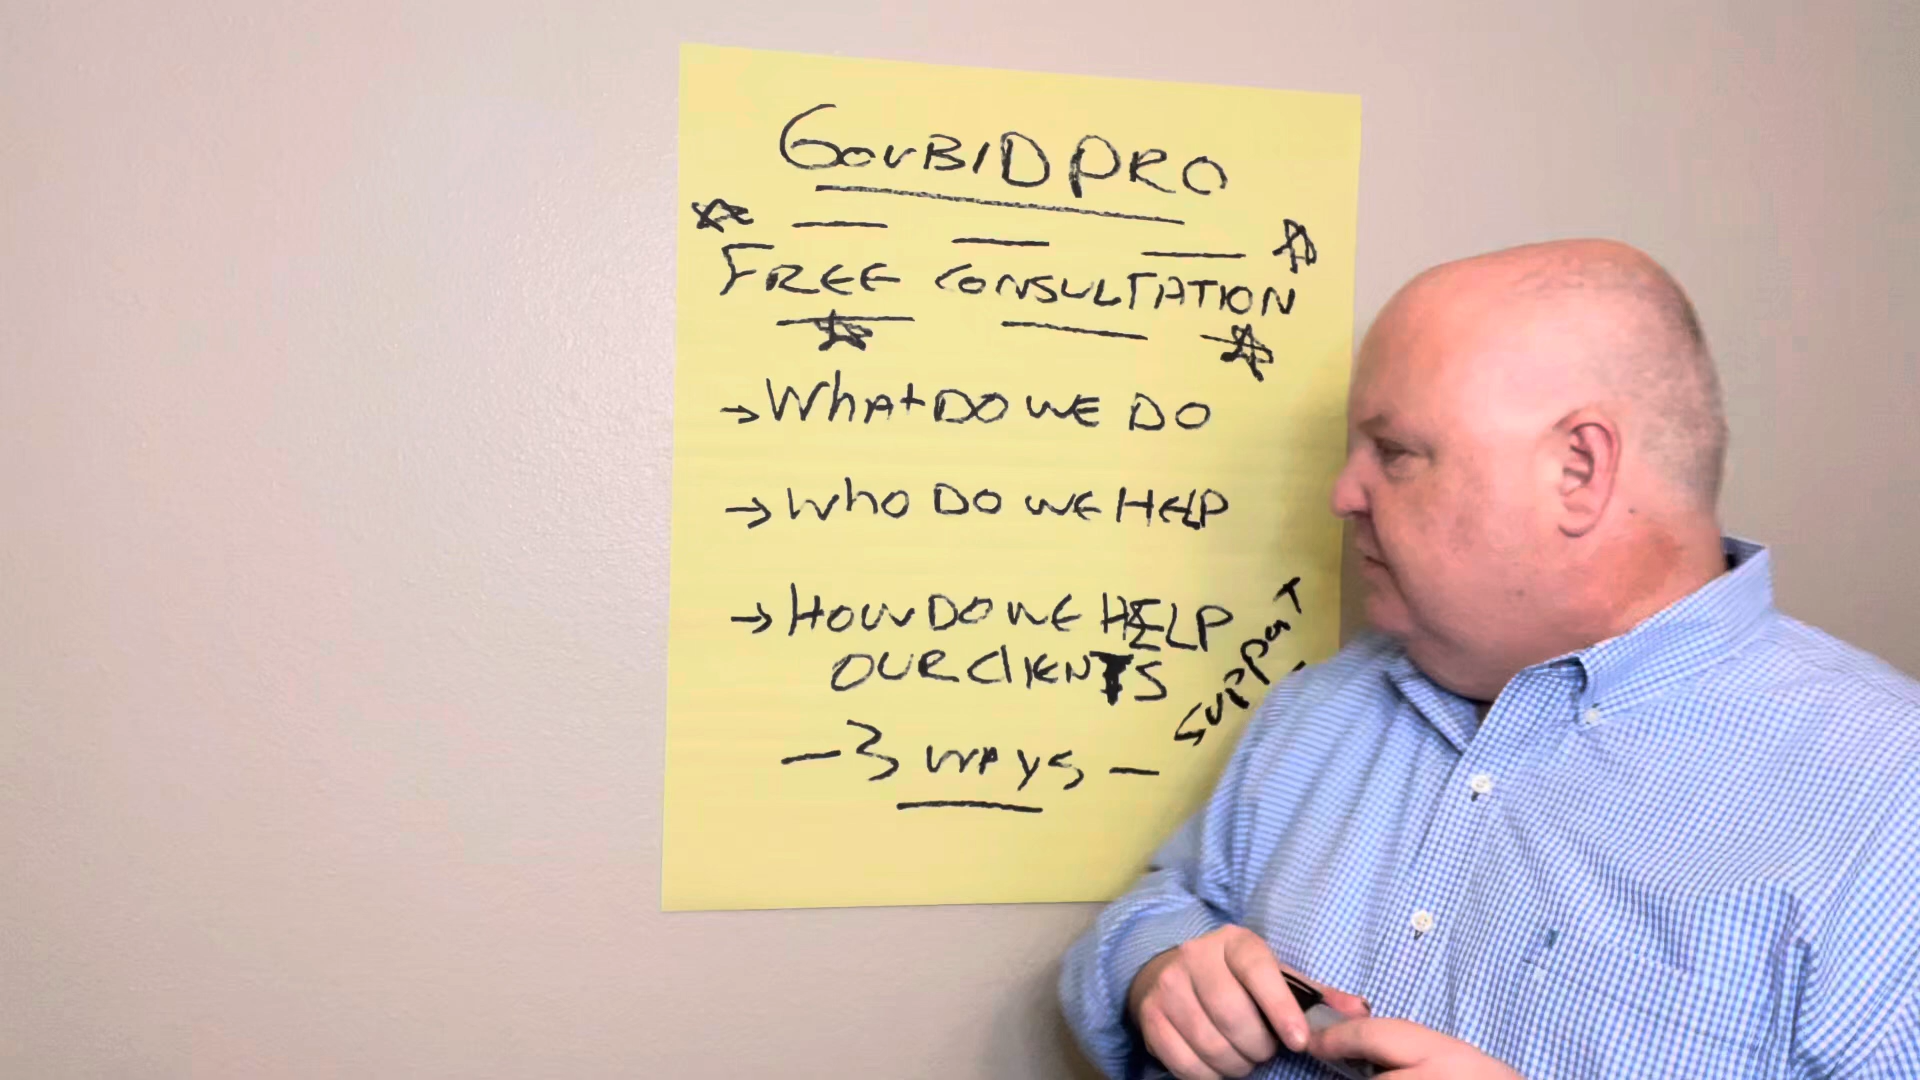 GOVBID PRO
FREE CONSULTATION
→ WhAt DO WE DO
→ WhO DO WE HELP
→ HOW DO WE HELP
OUR CLIENTS
SUPPORT
- 3 WAYS -